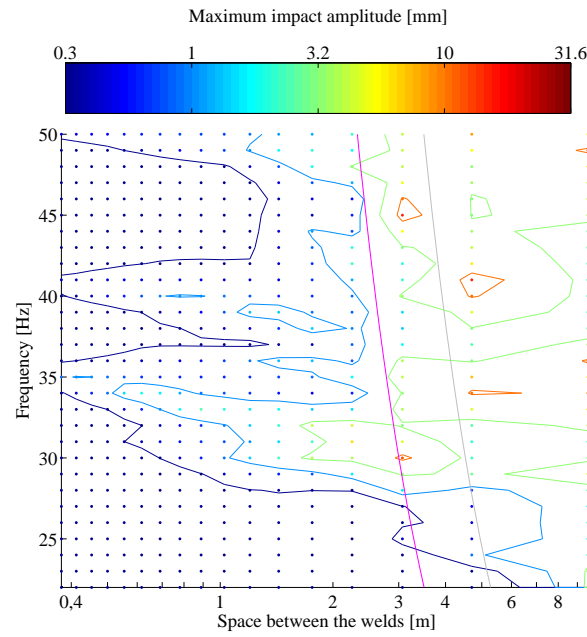 Maximum impact amplitude [mm]
0.3 1 3.2 10 31.6
50
45
40
35
30
25
Frequency [Hz]
0,4 1 2 3 4 6 8
Space between the welds [m]